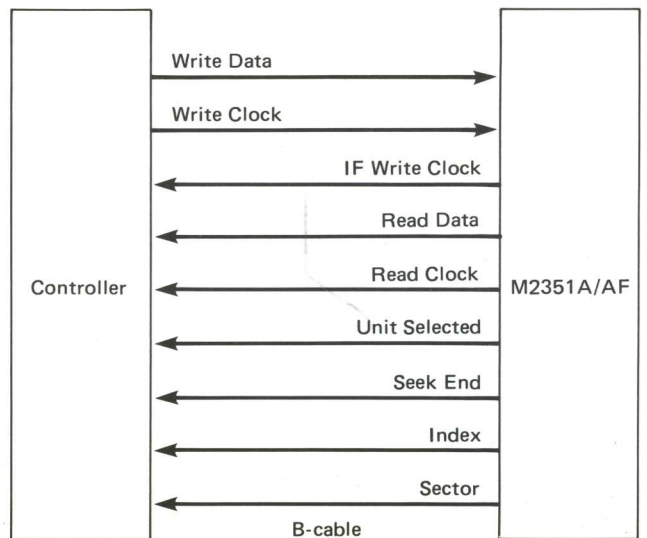 Write Data
Write Clock
IF Write Clock
Read Data
Controller
Read Clock
M2351A/AF
Unit Selected
Seek End
Index
Sector
B-cable